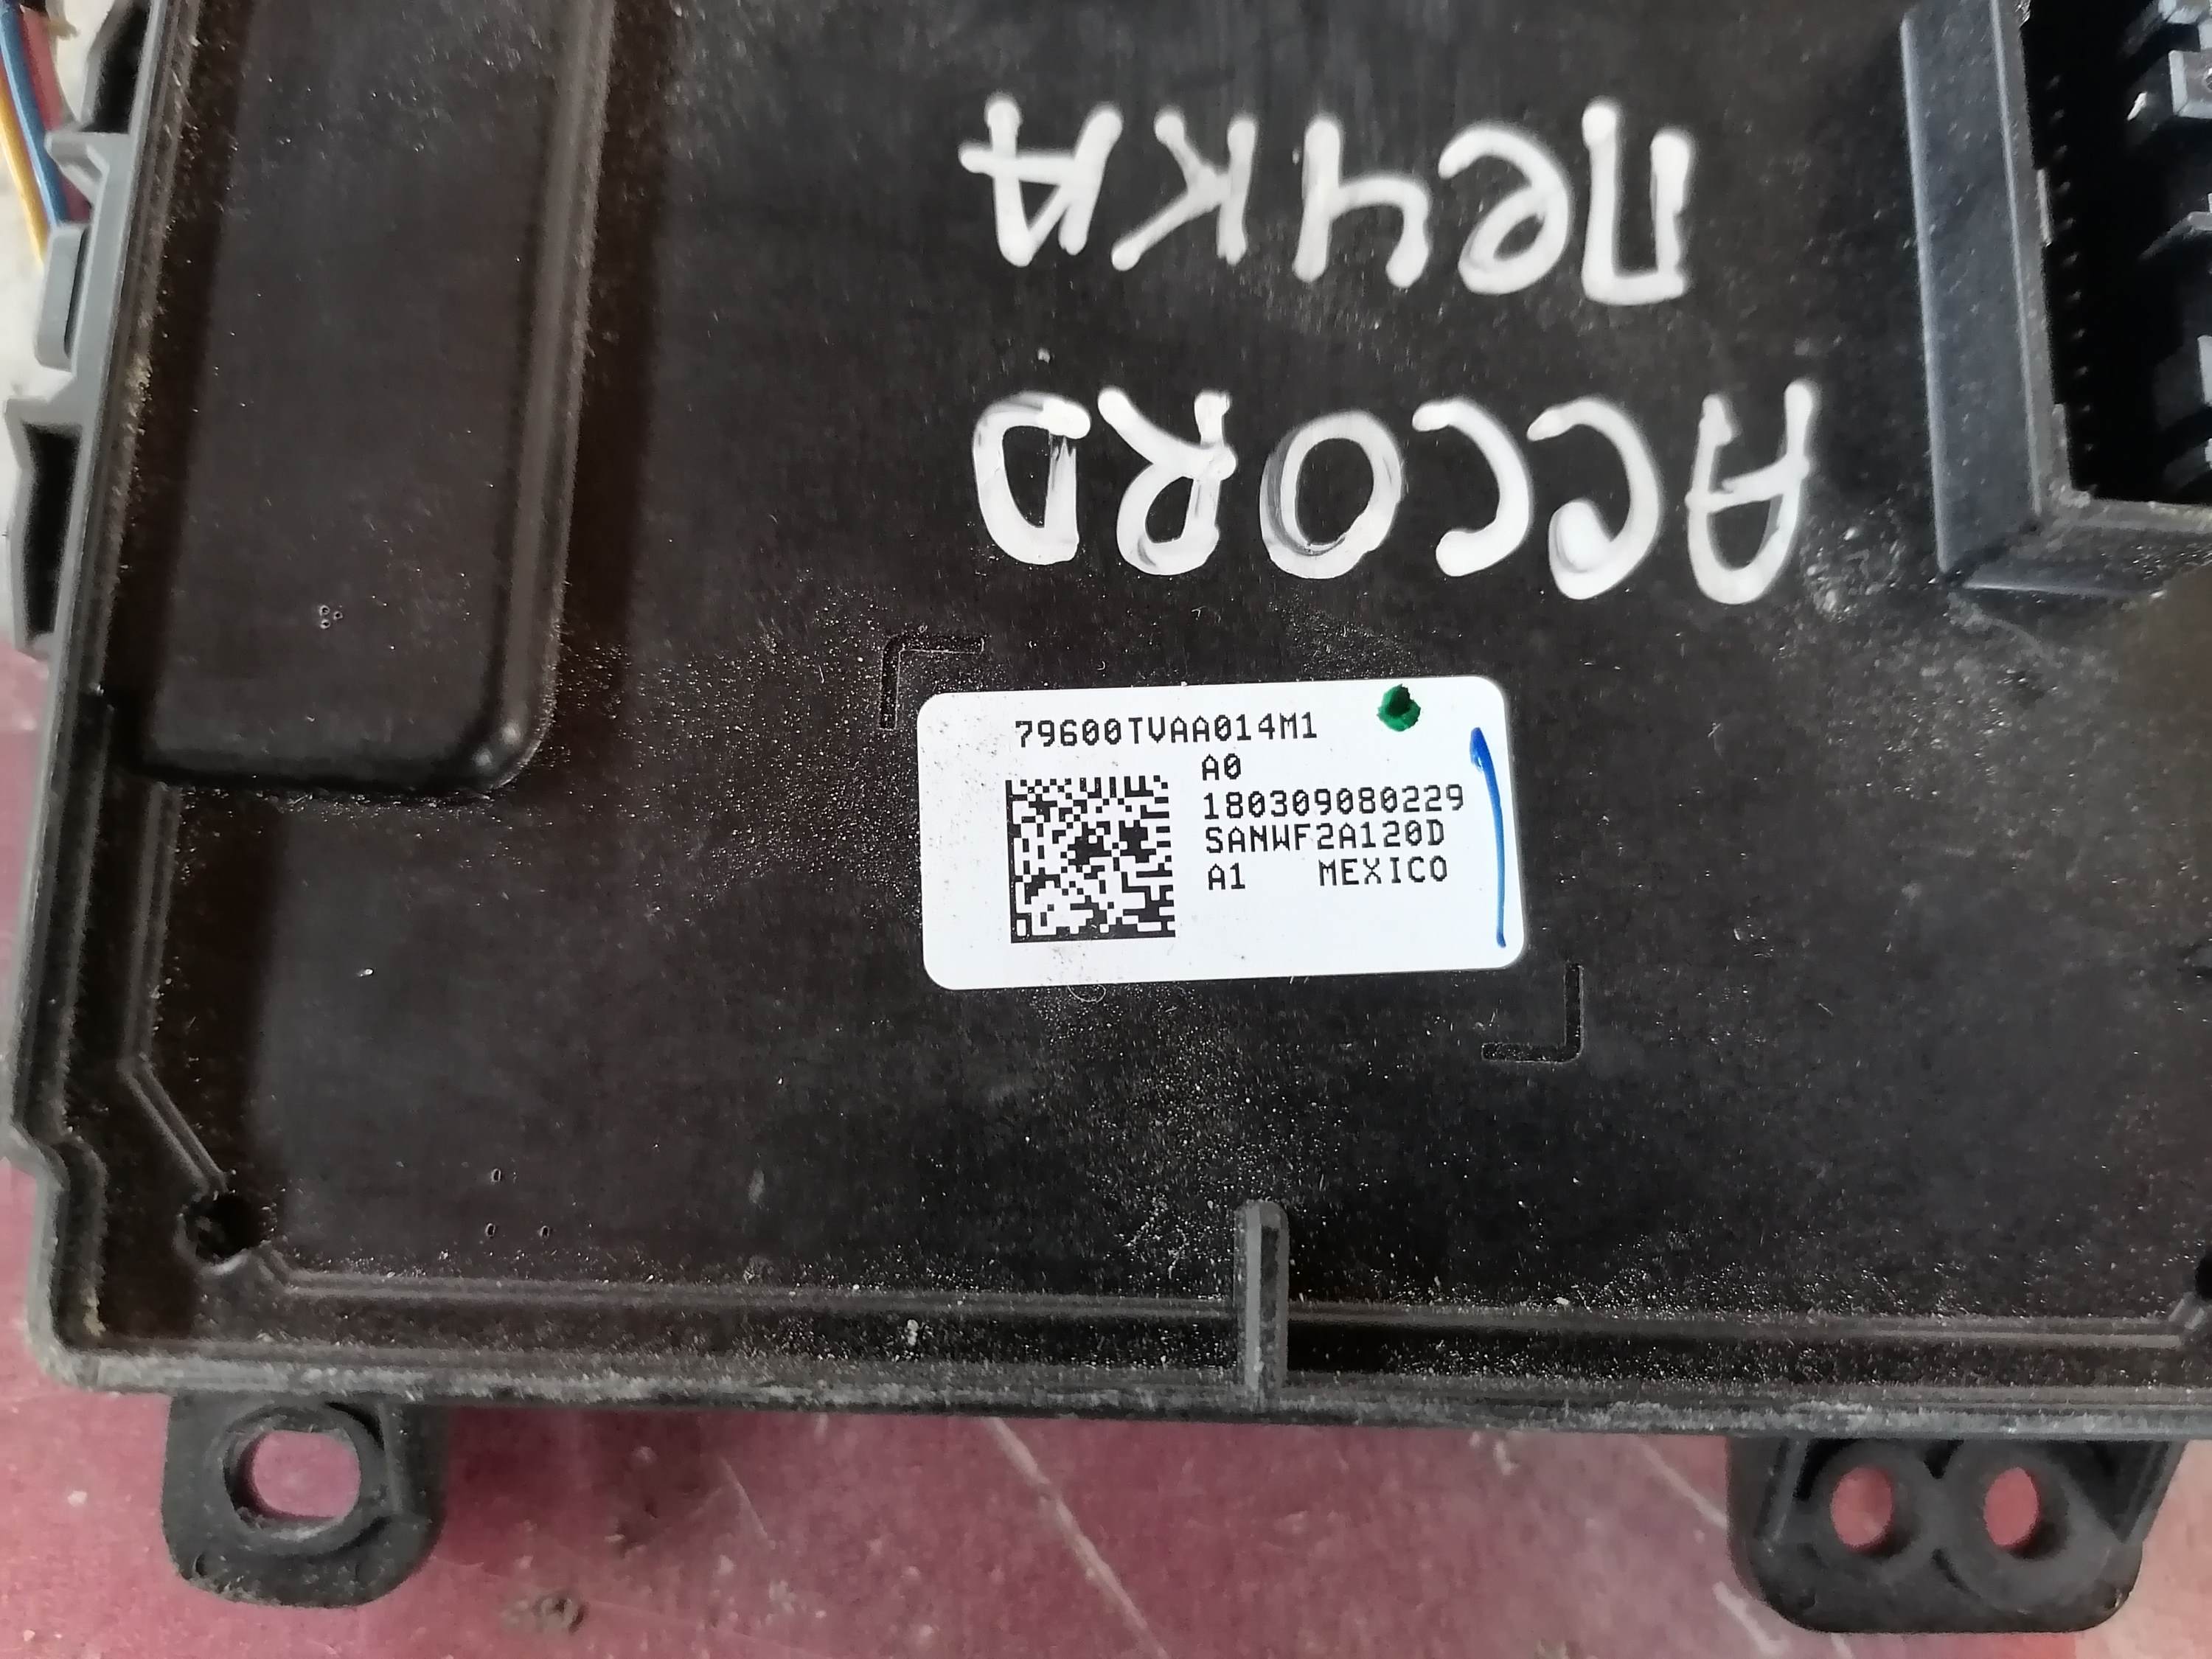 ACCORD
ПЕЧКА
79600TVAA014M1
A0
180309080229
SANWF2A120D
A1 MEXICO